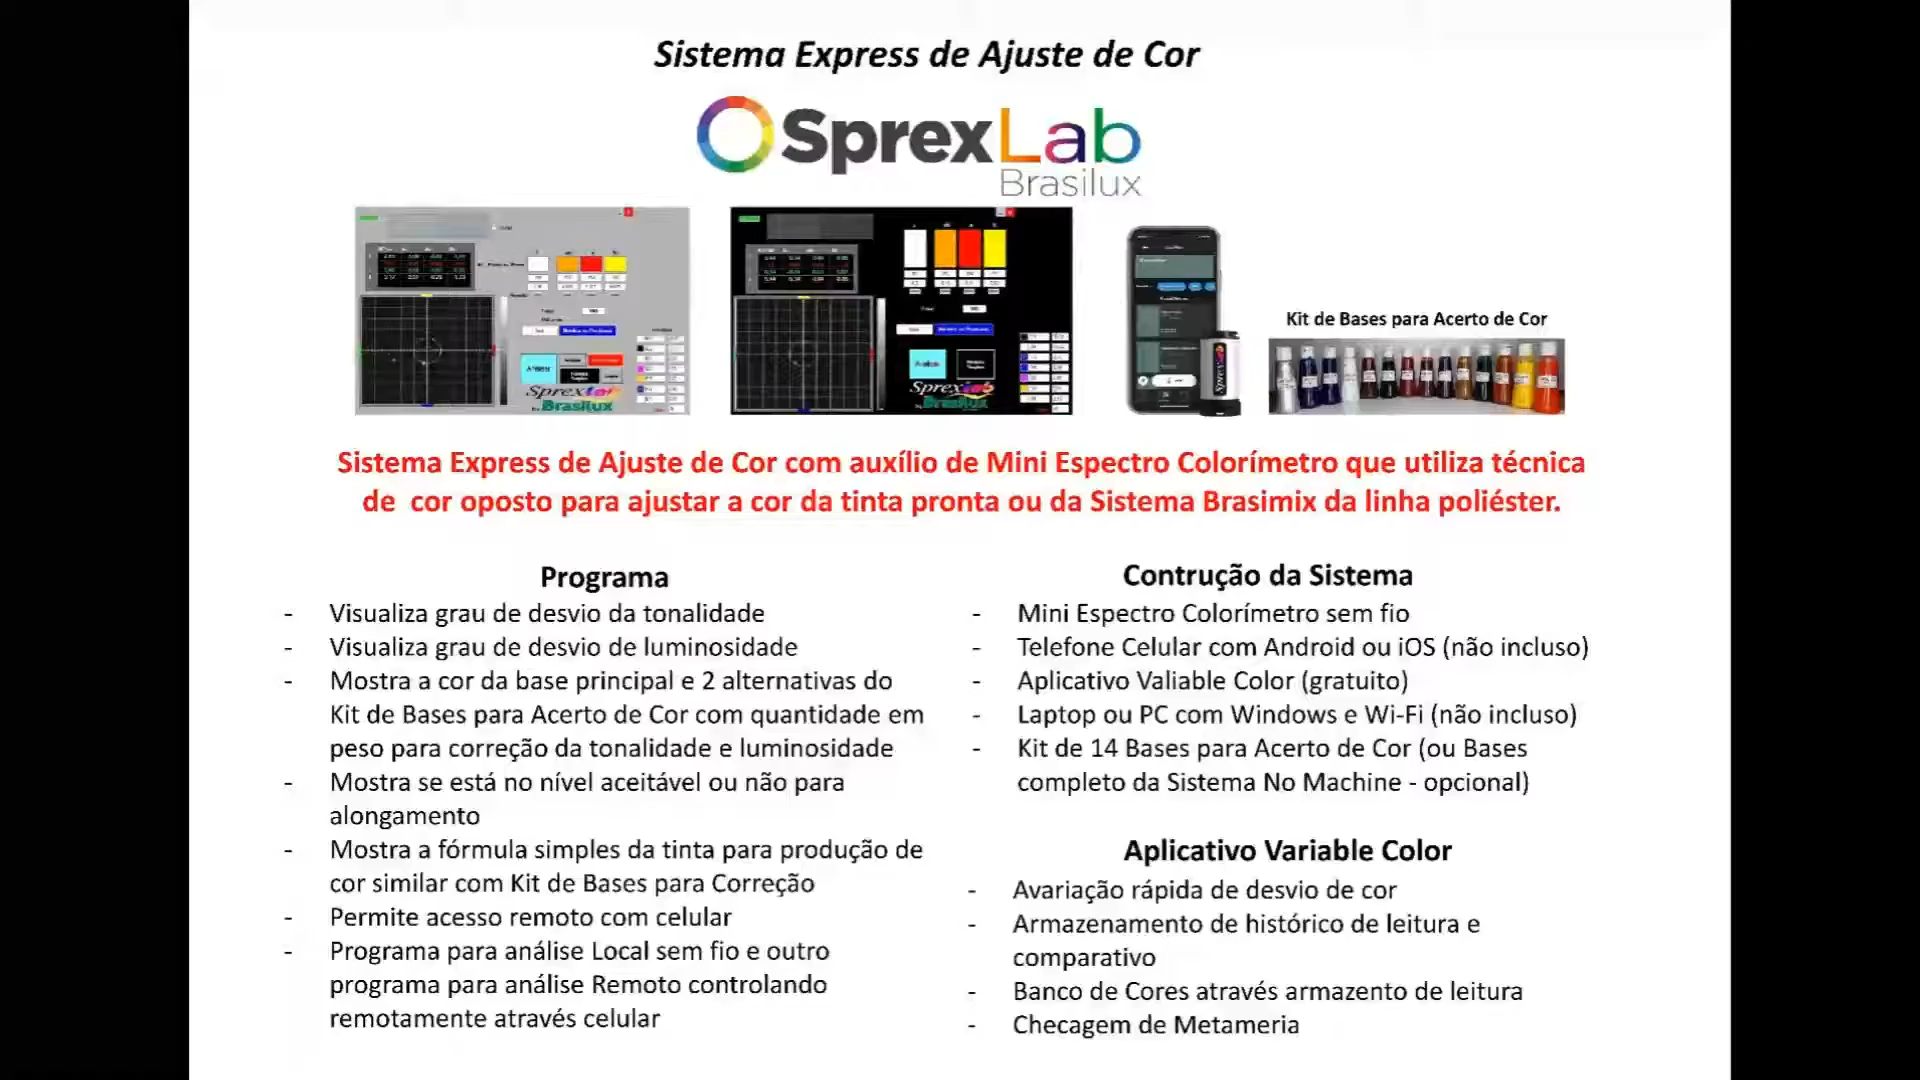 Sistema Express de Ajuste de Cor
SprexLab
Brasilux
Kit de Bases para Acerto de Cor
Sprexlab
by Brasilux
Sprexlab
by Brasilux
Sprex
Sistema Express de Ajuste de Cor com auxílio de Mini Espectro Colorímetro que utiliza técnica
de cor oposto para ajustar a cor da tinta pronta ou da Sistema Brasimix da linha poliéster.
Programa
- Visualiza grau de desvio da tonalidade
- Visualiza grau de desvio de luminosidade
- Mostra a cor da base principal e 2 alternativas do
Kit de Bases para Acerto de Cor com quantidade em
peso para correção da tonalidade e luminosidade
- Mostra se está no nível aceitável ou não para
alongamento
- Mostra a fórmula simples da tinta para produção de
cor similar com Kit de Bases para Correção
- Permite acesso remoto com celular
- Programa para análise Local sem fio e outro
programa para análise Remoto controlando
remotamente através celular
Contrução da Sistema
- Mini Espectro Colorímetro sem fio
- Telefone Celular com Android ou iOS (não incluso)
- Aplicativo Valiable Color (gratuito)
- Laptop ou PC com Windows e Wi-Fi (não incluso)
- Kit de 14 Bases para Acerto de Cor (ou Bases
completo da Sistema No Machine - opcional)
Aplicativo Variable Color
- Avariação rápida de desvio de cor
- Armazenamento de histórico de leitura e
comparativo
- Banco de Cores através armazento de leitura
- Checagem de Metameria